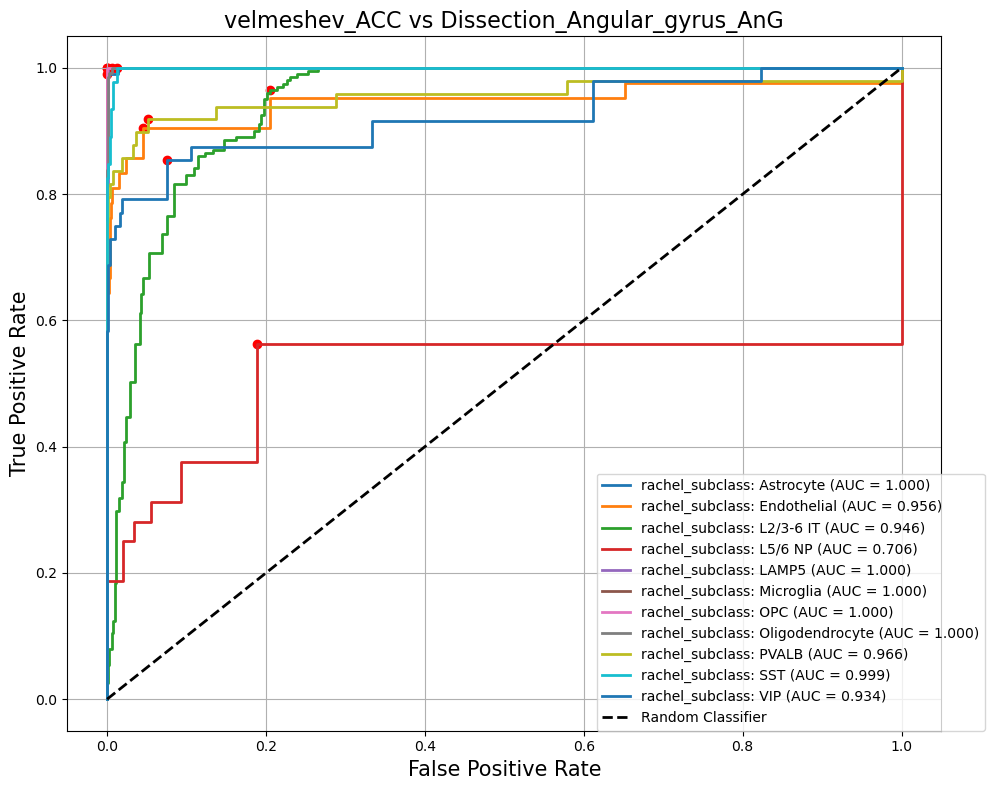 velmeshev_ACC vs Dissection_Angular_gyrus_AnG
True Positive Rate
1.0
0.8
0.6
0.4
0.2
0.0
rachel_subclass: Astrocyte (AUC = 1.000)
rachel_subclass: Endothelial (AUC = 0.956)
rachel_subclass: L2/3-6 IT (AUC = 0.946)
rachel_subclass: L5/6 NP (AUC = 0.706)
rachel_subclass: LAMP5 (AUC = 1.000)
rachel_subclass: Microglia (AUC = 1.000)
rachel_subclass: OPC (AUC = 1.000)
rachel_subclass: Oligodendrocyte (AUC = 1.000)
rachel_subclass: PVALB (AUC = 0.966)
rachel_subclass: SST (AUC = 0.999)
rachel_subclass: VIP (AUC = 0.934)
Random Classifier
0.0 0.2 0.4 0.6 0.8 1.0
False Positive Rate